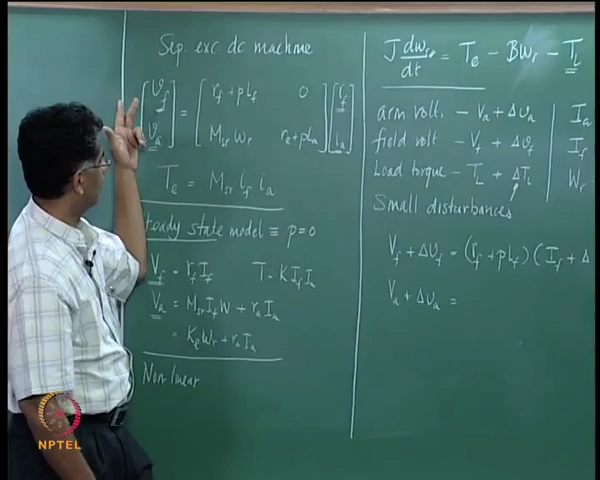 Sep. exc dc machine
[v_f; v_a] = [r_f + pL_f 0; M_sr ω_r r_a + pL_a] [i_f; i_a]
T_e = M_sr i_f i_a
steady state model ≡ p=0
V_f = r_f I_f T = K I_f I_a
V_a = M_sr I_f W + r_a I_a
= K_f W_r + r_a I_a
Non-linear
J dω_r/dt = T_e - Bω_r - T_L
arm volt. - V_a + Δv_a I_a
field volt - V_f + Δv_f I_f
Load torque - T_L + ΔT_L W_r
Small disturbances
V_f + Δv_f = (r_f + pL_f)(I_f + Δ
V_a + Δv_a =
NPTEL